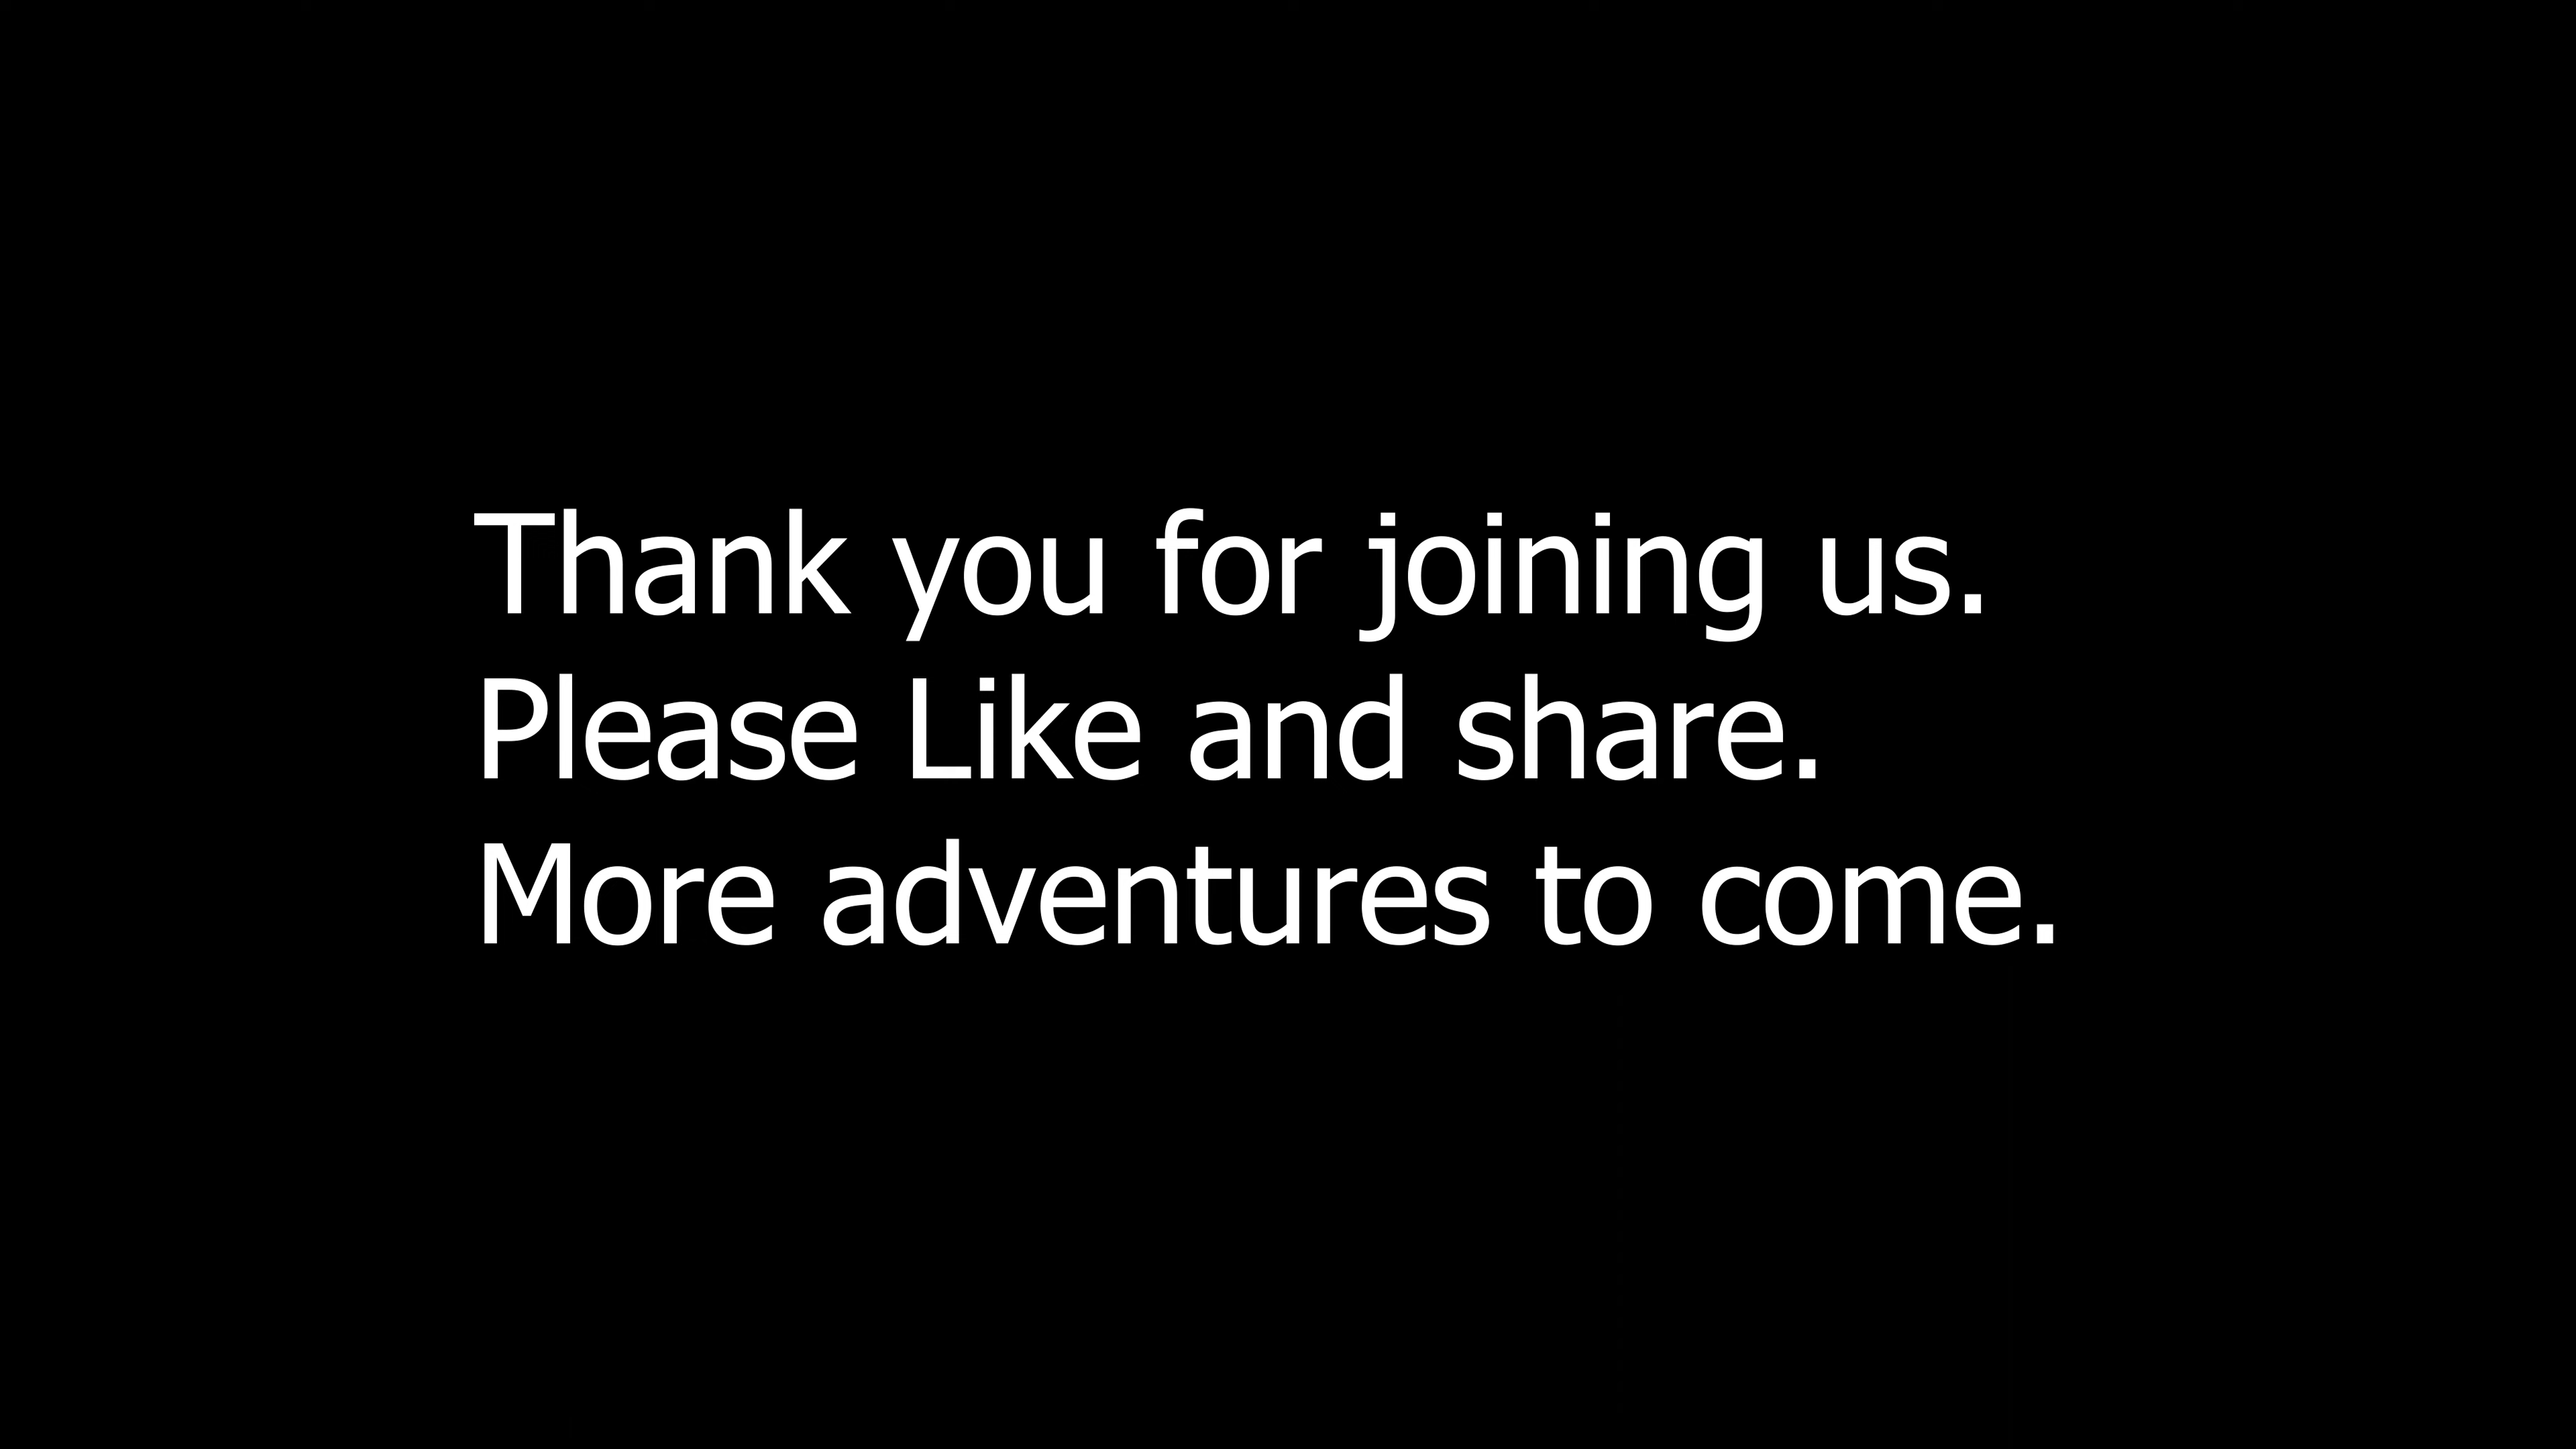 Thank you for joining us.
Please Like and share.
More adventures to come.